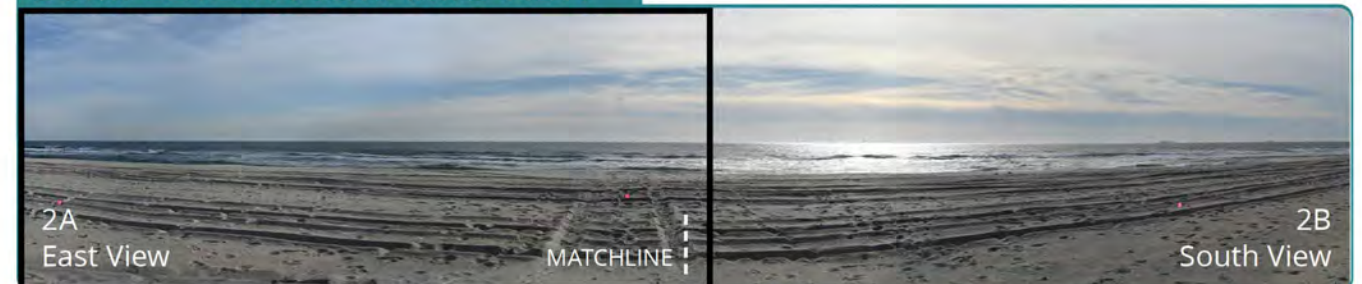 2A
East View
MATCHLINE
2B
South View